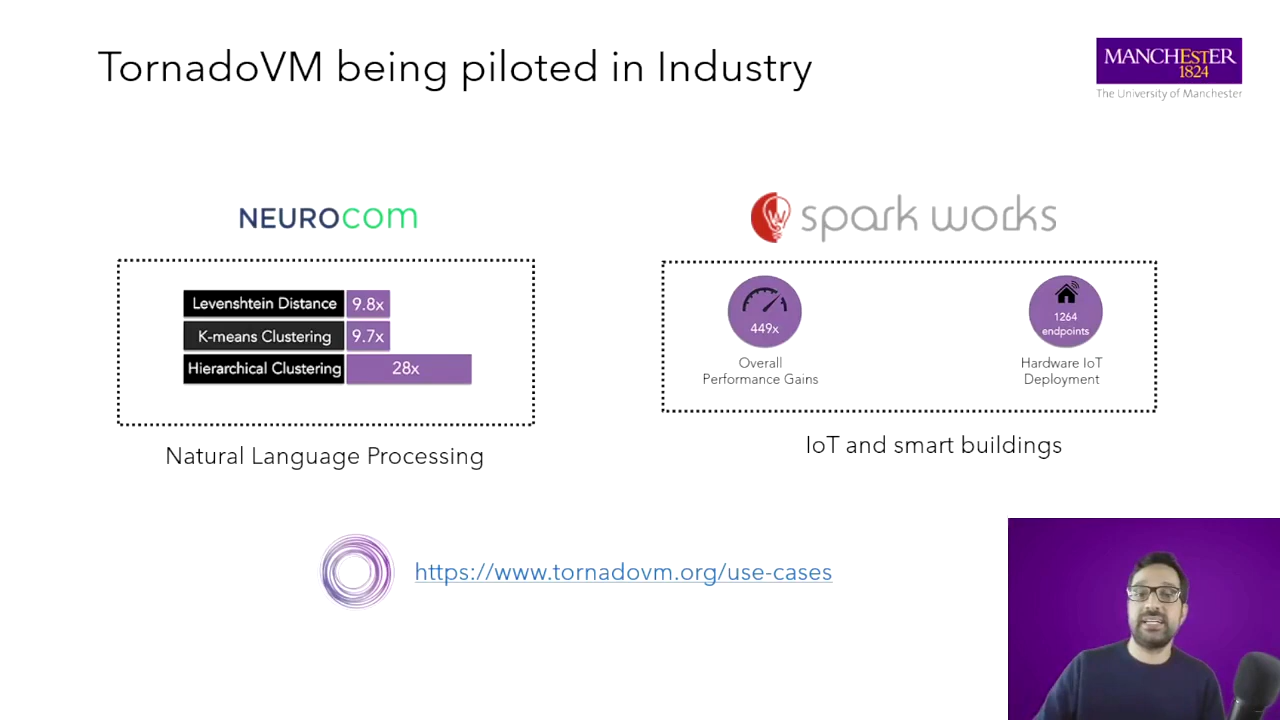 TornadoVM being piloted in Industry
MANCHESTER
1824
The University of Manchester
NEUROCOM
Levenshtein Distance 9.8x
K-means Clustering 9.7x
Hierarchical Clustering 28x
Natural Language Processing
spark works
449x
Overall
Performance Gains
1264
endpoints
Hardware IoT
Deployment
IoT and smart buildings
https://www.tornadovm.org/use-cases